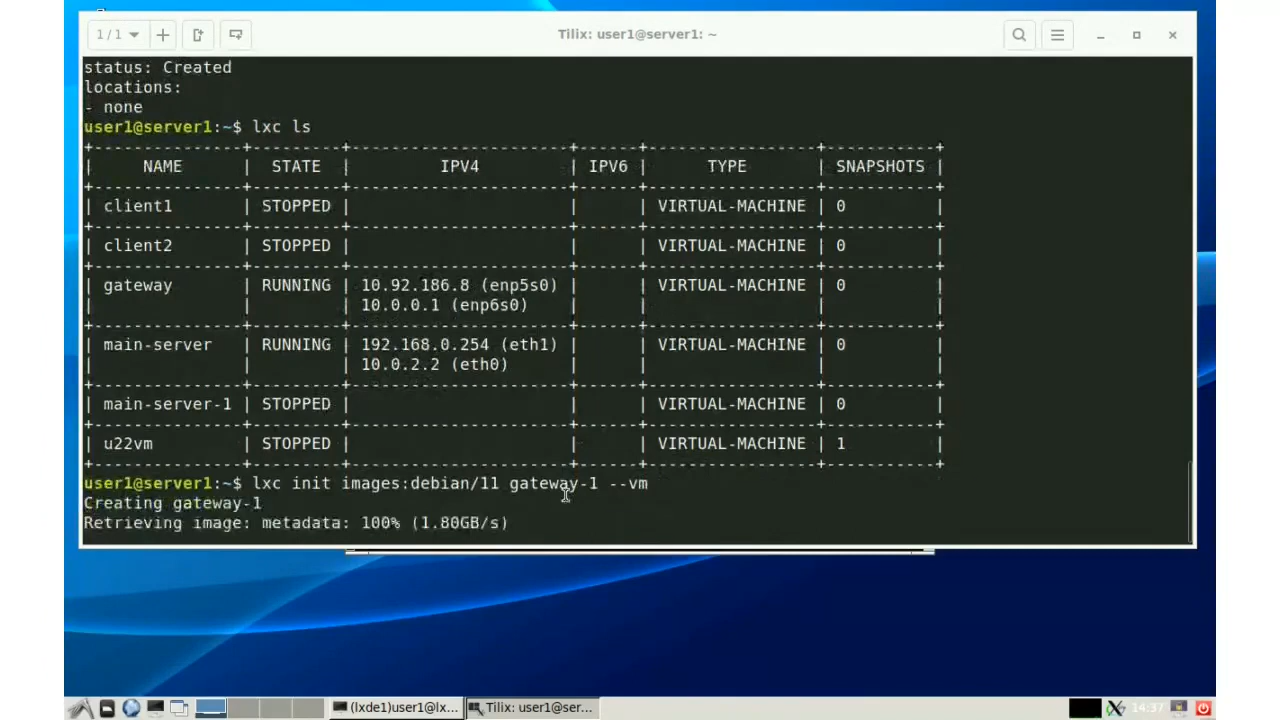 1/1
Tilix: user1@server1: ~
status: Created
locations:
- none
user1@server1:~$ lxc ls
+---------------+---------+----------------------+------+-----------------+-----------+
| NAME | STATE | IPV4 | IPV6 | TYPE | SNAPSHOTS |
+---------------+---------+----------------------+------+-----------------+-----------+
| client1 | STOPPED | | | VIRTUAL-MACHINE | 0 |
+---------------+---------+----------------------+------+-----------------+-----------+
| client2 | STOPPED | | | VIRTUAL-MACHINE | 0 |
+---------------+---------+----------------------+------+-----------------+-----------+
| gateway | RUNNING | 10.92.186.8 (enp5s0) | | VIRTUAL-MACHINE | 0 |
| | | 10.0.0.1 (enp6s0) | | | |
+---------------+---------+----------------------+------+-----------------+-----------+
| main-server | RUNNING | 192.168.0.254 (eth1) | | VIRTUAL-MACHINE | 0 |
| | | 10.0.2.2 (eth0) | | | |
+---------------+---------+----------------------+------+-----------------+-----------+
| main-server-1 | STOPPED | | | VIRTUAL-MACHINE | 0 |
+---------------+---------+----------------------+------+-----------------+-----------+
| u22vm | STOPPED | | | VIRTUAL-MACHINE | 1 |
+---------------+---------+----------------------+------+-----------------+-----------+
user1@server1:~$ lxc init images:debian/11 gateway-1 --vm
Creating gateway-1
Retrieving image: metadata: 100% (1.80GB/s)
(lxde1)user1@lx...
Tilix: user1@ser...
14:37